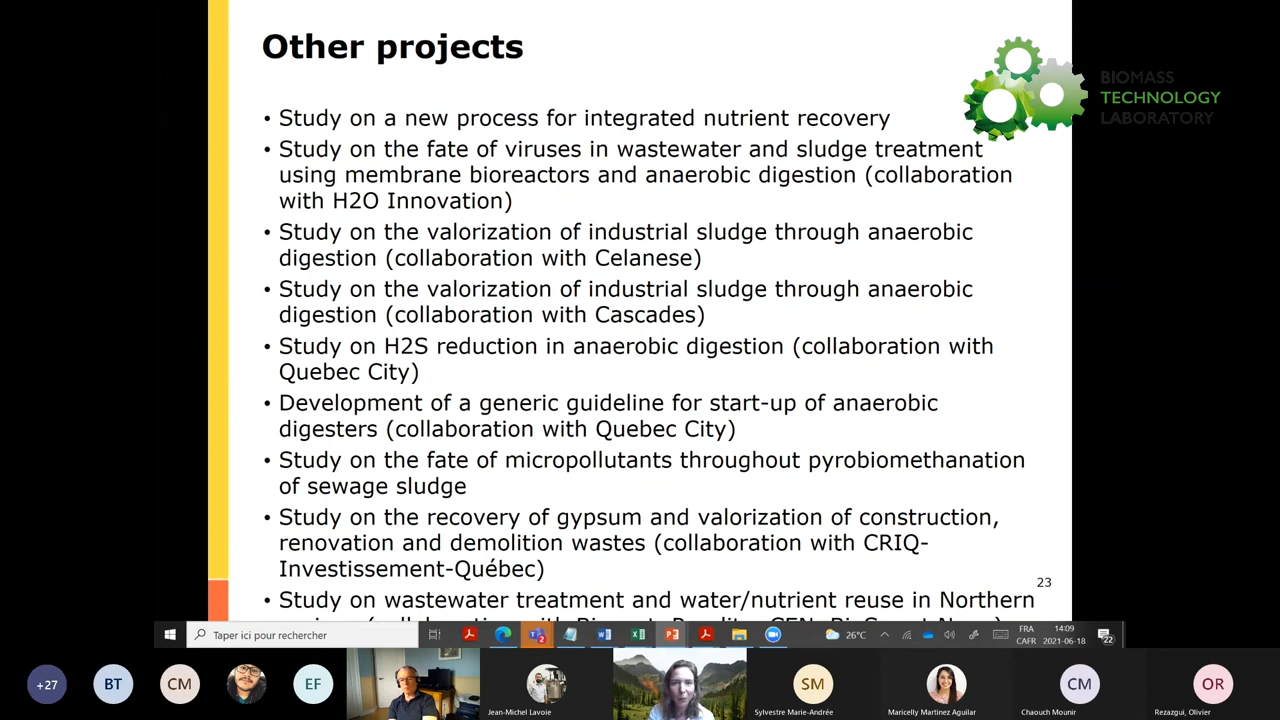 Other projects
BIOMASS
TECHNOLOGY
LABORATORY
• Study on a new process for integrated nutrient recovery
• Study on the fate of viruses in wastewater and sludge treatment
using membrane bioreactors and anaerobic digestion (collaboration
with H2O Innovation)
• Study on the valorization of industrial sludge through anaerobic
digestion (collaboration with Celanese)
• Study on the valorization of industrial sludge through anaerobic
digestion (collaboration with Cascades)
• Study on H2S reduction in anaerobic digestion (collaboration with
Quebec City)
• Development of a generic guideline for start-up of anaerobic
digesters (collaboration with Quebec City)
• Study on the fate of micropollutants throughout pyrobiomethanation
of sewage sludge
• Study on the recovery of gypsum and valorization of construction,
renovation and demolition wastes (collaboration with CRIQ-
Investissement-Québec)
23
• Study on wastewater treatment and water/nutrient reuse in Northern
Taper ici pour rechercher
26°C
FRA
CAFR
14:09
2021-06-18
22
+27
BT
CM
EF
Jean-Michel Lavoie
SM
Sylvestre Marie-Andrée
Maricelly Martinez Aguilar
CM
Chaouch Mounir
OR
Rezazgui, Olivier